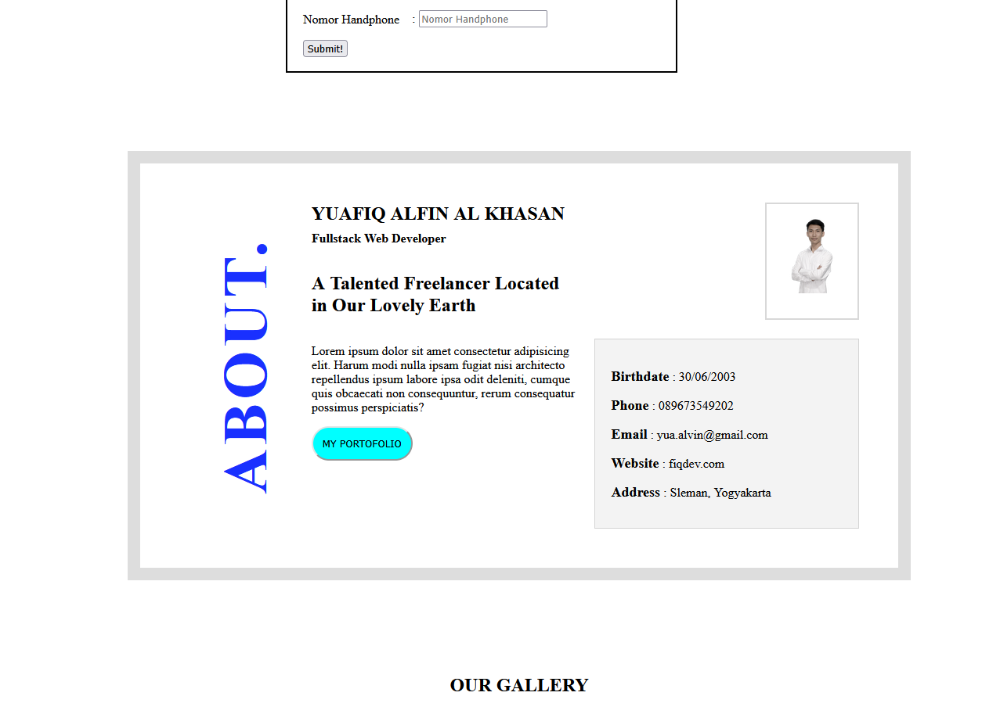 Nomor Handphone : Nomor Handphone
Submit!
ABOUT.
YUAFIQ ALFIN AL KHASAN
Fullstack Web Developer
A Talented Freelancer Located
in Our Lovely Earth
Lorem ipsum dolor sit amet consectetur adipisicing
elit. Harum modi nulla ipsam fugiat nisi architecto
repellendus ipsum labore ipsa odit deleniti, cumque
quis obcaecati non consequuntur, rerum consequatur
possimus perspiciatis?
MY PORTOFOLIO
Birthdate : 30/06/2003
Phone : 089673549202
Email : yua.alvin@gmail.com
Website : fiqdev.com
Address : Sleman, Yogyakarta
OUR GALLERY